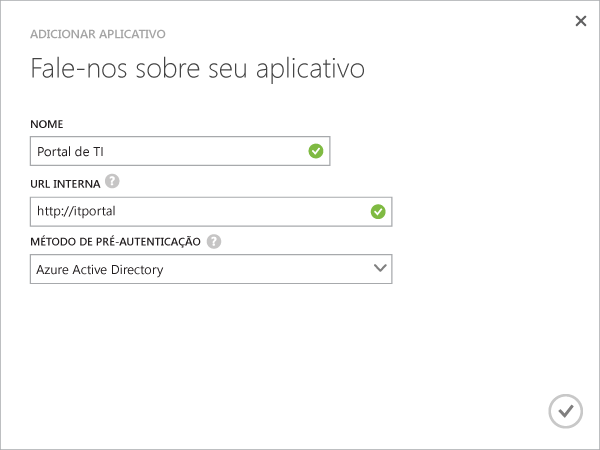 ADICIONAR APLICATIVO
Fale-nos sobre seu aplicativo
NOME
Portal de TI
URL INTERNA ?
http://itportal
MÉTODO DE PRÉ-AUTENTICAÇÃO ?
Azure Active Directory